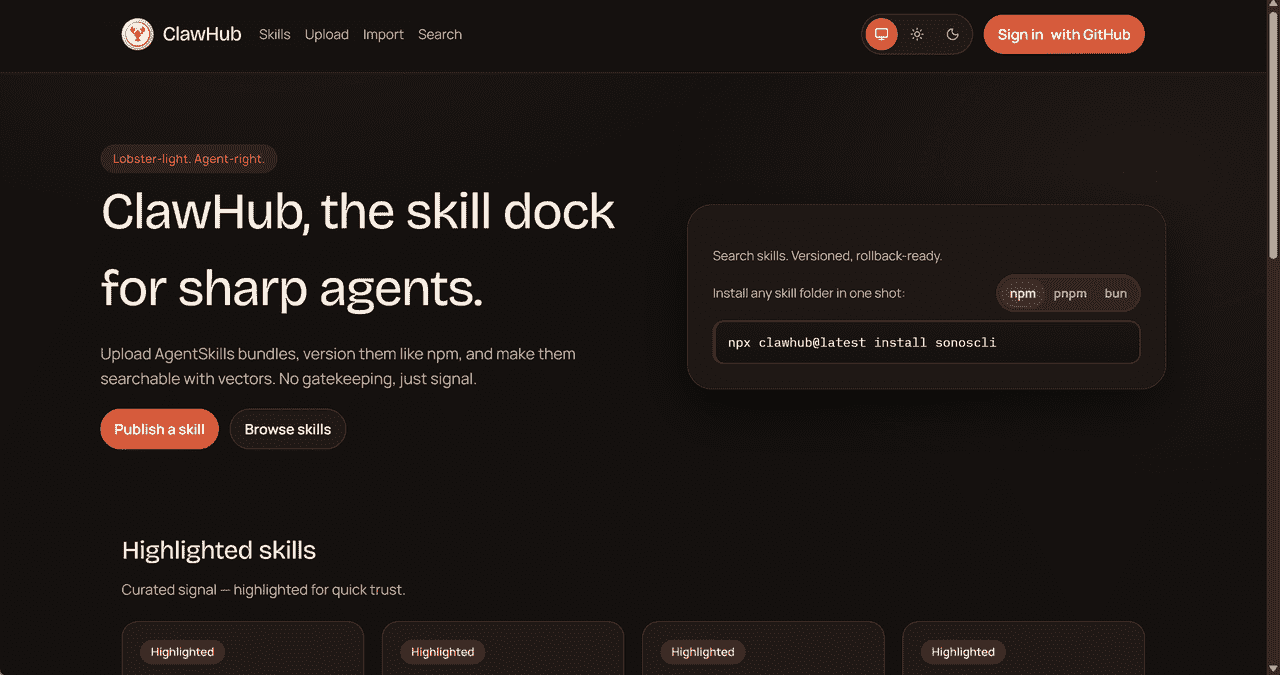 ClawHub
Skills
Upload
Import
Search
Sign in with GitHub
Lobster-light. Agent-right.
ClawHub, the skill dock
for sharp agents.
Upload AgentSkills bundles, version them like npm, and make them
searchable with vectors. No gatekeeping, just signal.
Publish a skill
Browse skills
Search skills. Versioned, rollback-ready.
Install any skill folder in one shot:
npm
pnpm
bun
npx clawhub@latest install sonoscli
Highlighted skills
Curated signal — highlighted for quick trust.
Highlighted
Highlighted
Highlighted
Highlighted